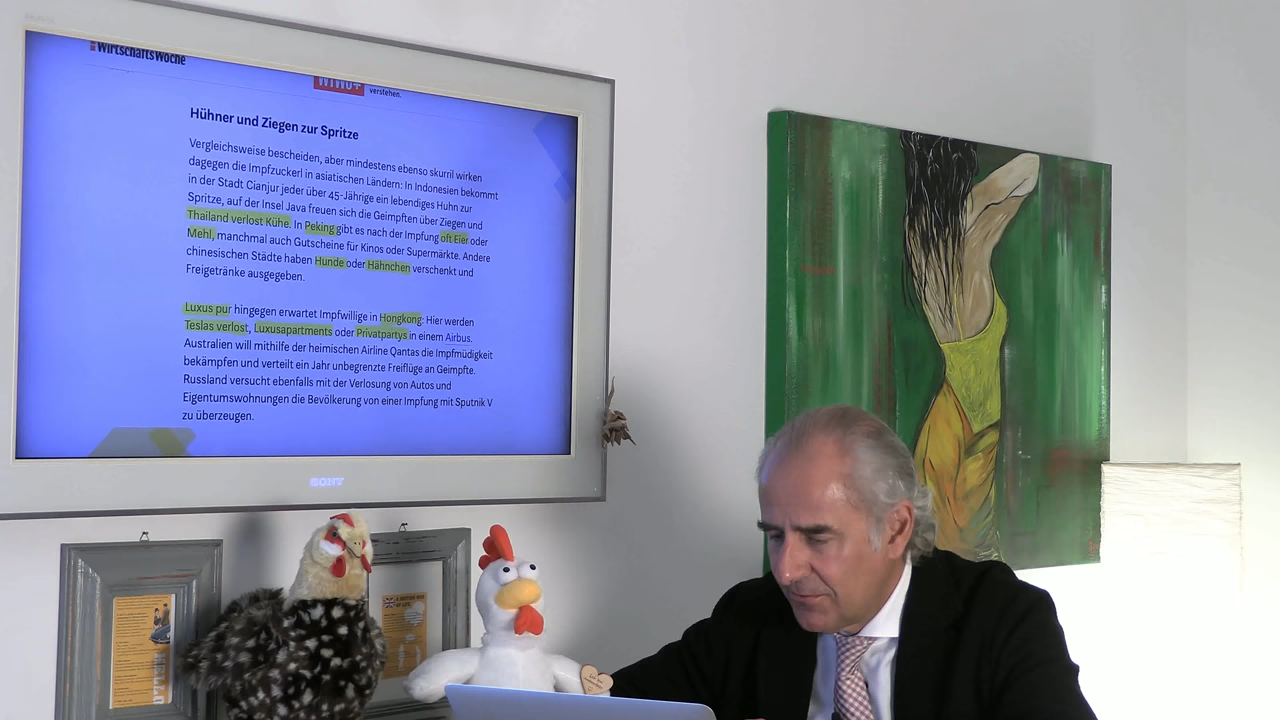 WirtschaftsWoche
WIWO+
verstehen.
Hühner und Ziegen zur Spritze
Vergleichsweise bescheiden, aber mindestens ebenso skurril wirken
dagegen die Impfzuckerl in asiatischen Ländern: In Indonesien bekommt
in der Stadt Cianjur jeder über 45-Jährige ein lebendiges Huhn zur
Spritze, auf der Insel Java freuen sich die Geimpften über Ziegen und
Thailand verlost Kühe. In Peking gibt es nach der Impfung oft Eier oder
Mehl, manchmal auch Gutscheine für Kinos oder Supermärkte. Andere
chinesischen Städte haben Hunde oder Hähnchen verschenkt und
Freigetränke ausgegeben.
Luxus pur hingegen erwartet Impfwillige in Hongkong: Hier werden
Teslas verlost, Luxusapartments oder Privatpartys in einem Airbus.
Australien will mithilfe der heimischen Airline Qantas die Impfmüdigkeit
bekämpfen und verteilt ein Jahr unbegrenzte Freiflüge an Geimpfte.
Russland versucht ebenfalls mit der Verlosung von Autos und
Eigentumswohnungen die Bevölkerung von einer Impfung mit Sputnik V
zu überzeugen.
SONY